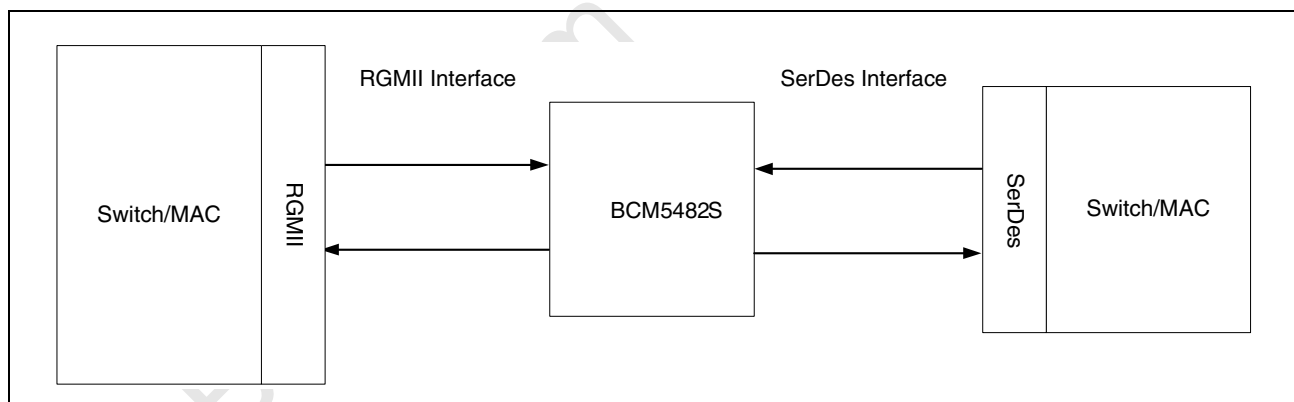 RGMII Interface
SerDes Interface
Switch/MAC
RGMII
BCM5482S
SerDes
Switch/MAC